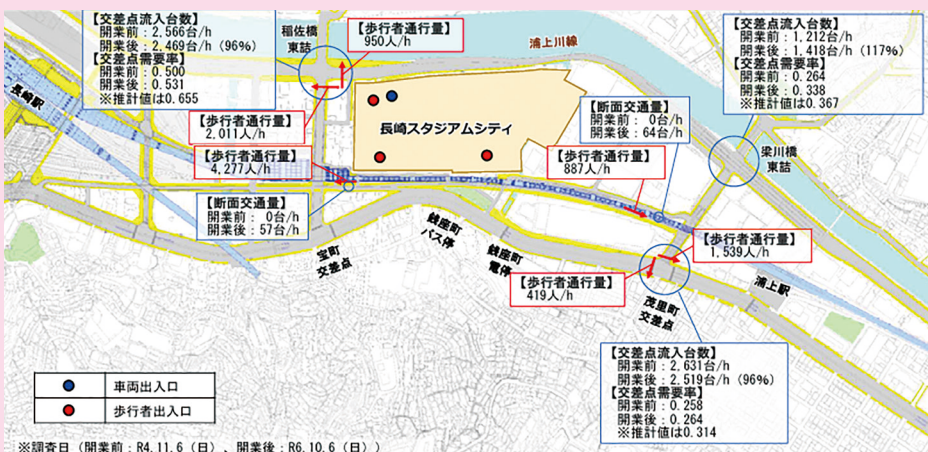 【交差点流入台数】
開業前：2,566台/h
開業後：2,469台/h（96%）
【交差点需要率】
開業前：0.500
開業後：0.531
※推計値は0.655
稲佐橋
東詰
【歩行者通行量】
950人/h
浦上川線
【交差点流入台数】
開業前：1,212台/h
開業後：1,418台/h（117%）
【交差点需要率】
開業前：0.264
開業後：0.338
※推計値は0.367
長崎駅
【歩行者通行量】
2,011人/h
長崎スタジアムシティ
【断面交通量】
開業前： 0台/h
開業後：64台/h
梁川橋
東詰
【歩行者通行量】
4,277人/h
【歩行者通行量】
887人/h
【断面交通量】
開業前： 0台/h
開業後：57台/h
宝町
交差点
銭座町
バス停
銭座町
電停
【歩行者通行量】
1,539人/h
【歩行者通行量】
419人/h
茂里町
交差点
浦上駅
【交差点流入台数】
開業前：2,631台/h
開業後：2,519台/h（96%）
【交差点需要率】
開業前：0.258
開業後：0.264
※推計値は0.314
車両出入口
歩行者出入口
※調査日（開業前：R4.11.6（日）、開業後：R6.10.6（日））